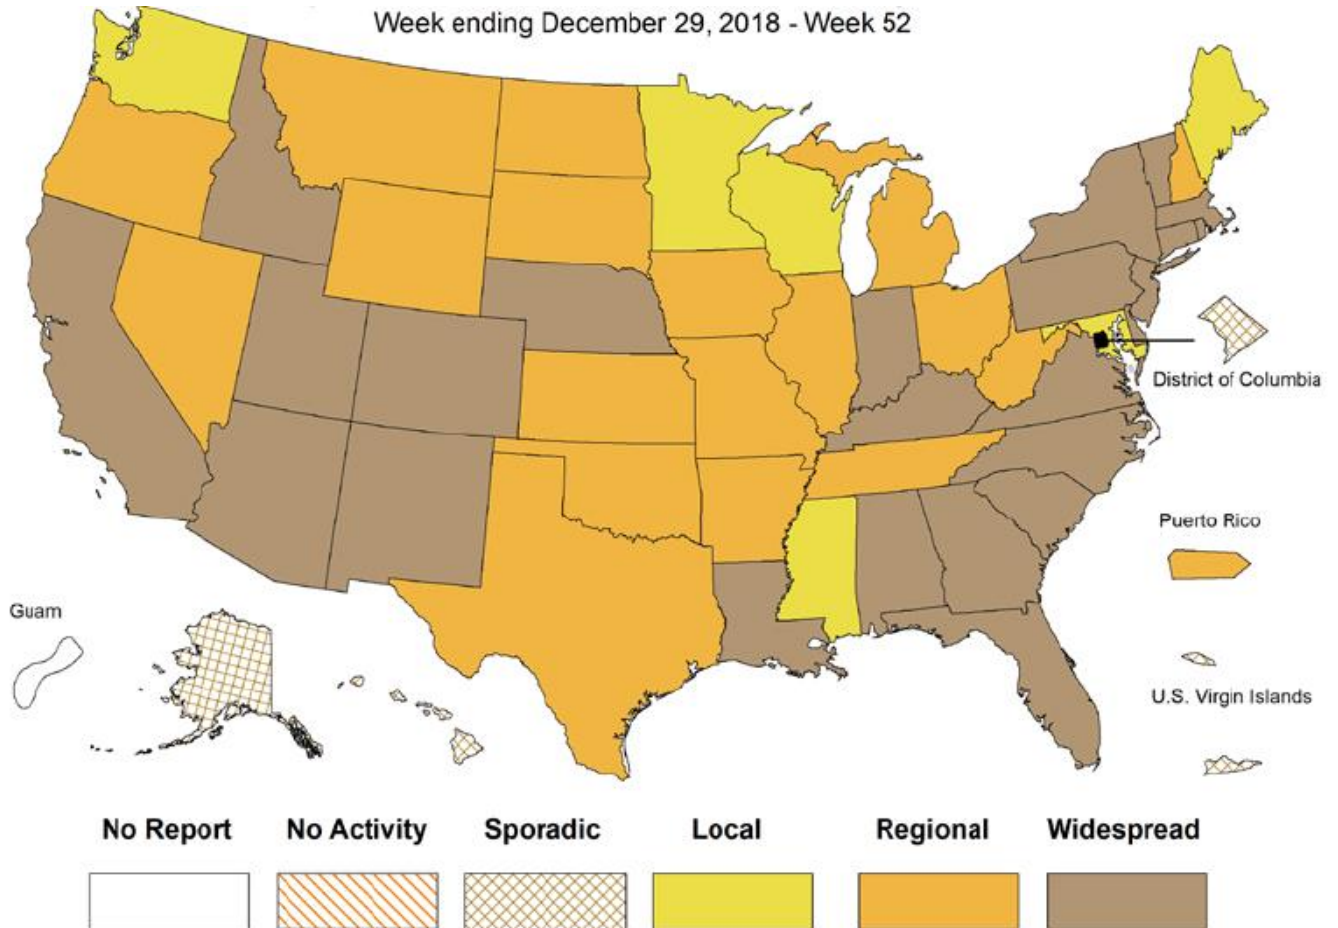 Week ending December 29, 2018 - Week 52
District of Columbia
Puerto Rico
Guam
U.S. Virgin Islands
No Report No Activity Sporadic Local Regional Widespread